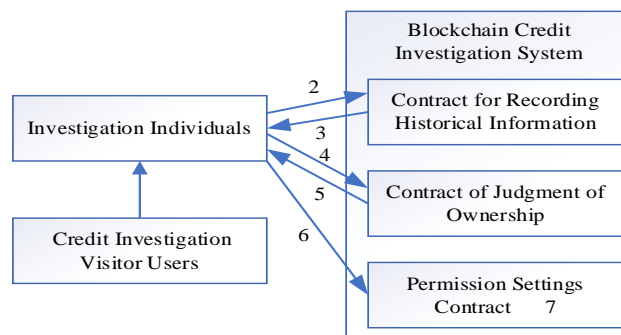 Blockchain Credit
Investigation System
2
Contract for Recording
Historical Information
Investigation Individuals
3
4
5
Contract of Judgment of
Ownership
Credit Investigation
Visitor Users
6
Permission Settings
Contract 7